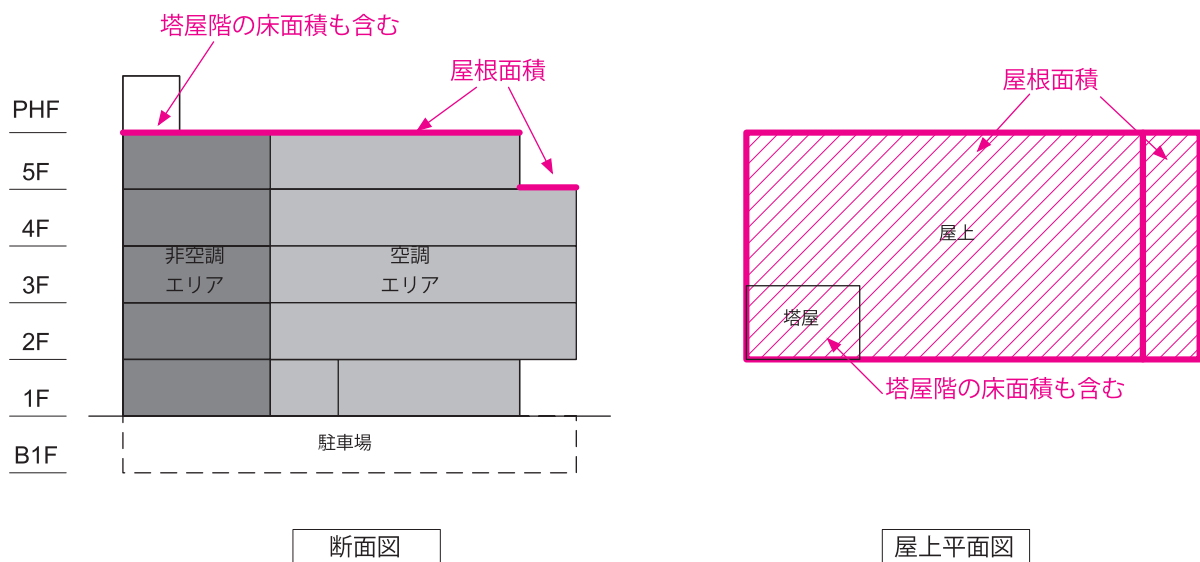 塔屋階の床面積も含む
屋根面積
PHF
5F
4F
3F
2F
1F
B1F
非空調
エリア
空調
エリア
駐車場
断面図
屋根面積
屋上
塔屋
塔屋階の床面積も含む
屋上平面図